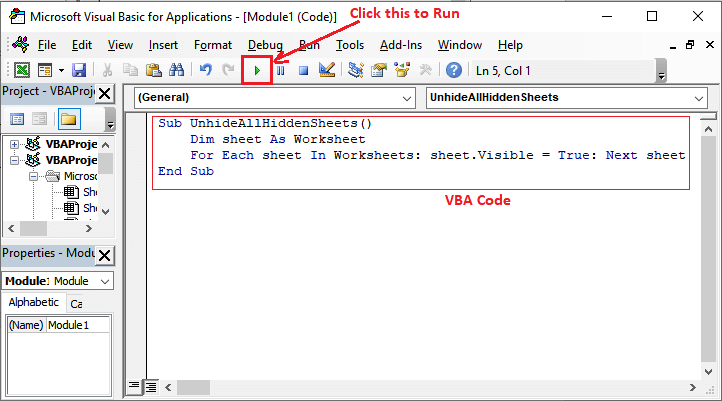 Microsoft Visual Basic for Applications - [Module1 (Code)]
Click this to Run
File Edit View Insert Format Debug Run Tools Add-Ins Window Help
Ln 5, Col 1
Project - VBAProje
(General)
UnhideAllHiddenSheets
VBAProje
VBAProje
Microso
She
She
Sub UnhideAllHiddenSheets()
Dim sheet As Worksheet
For Each sheet In Worksheets: sheet.Visible = True: Next sheet
End Sub
VBA Code
Properties - Modu
Module1 Module
Alphabetic Ca
(Name) Module1